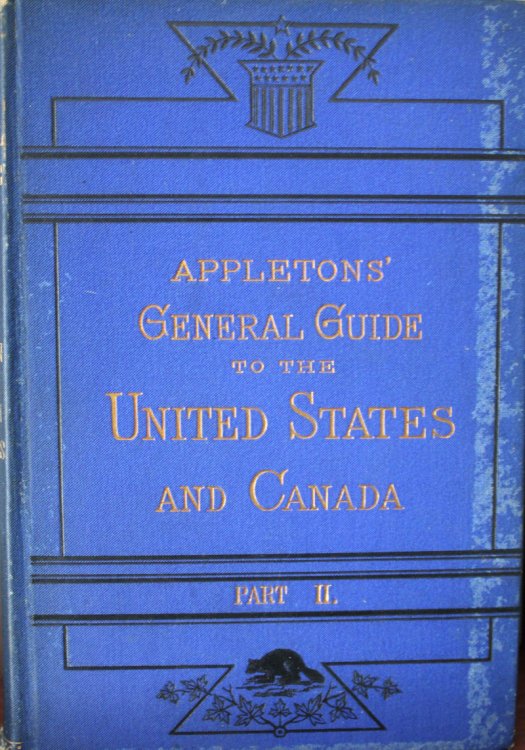 APPLETONS'
GENERAL GUIDE
TO THE
UNITED STATES
AND CANADA
PART II.